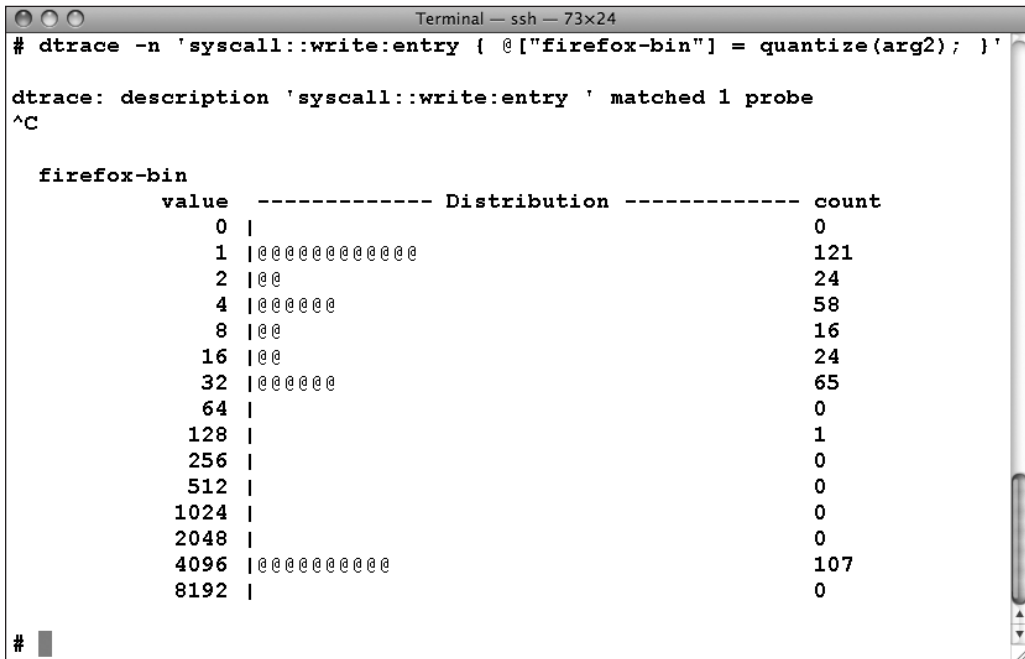 Terminal — ssh — 73×24
# dtrace -n 'syscall::write:entry { @["firefox-bin"] = quantize(arg2); }'
dtrace: description 'syscall::write:entry ' matched 1 probe
^C
firefox-bin
value ------------- Distribution ------------- count
0 | 0
1 |@@@@@@@@@@@@ 121
2 |@@ 24
4 |@@@@@@ 58
8 |@@ 16
16 |@@ 24
32 |@@@@@@ 65
64 | 0
128 | 1
256 | 0
512 | 0
1024 | 0
2048 | 0
4096 |@@@@@@@@@@ 107
8192 | 0
#